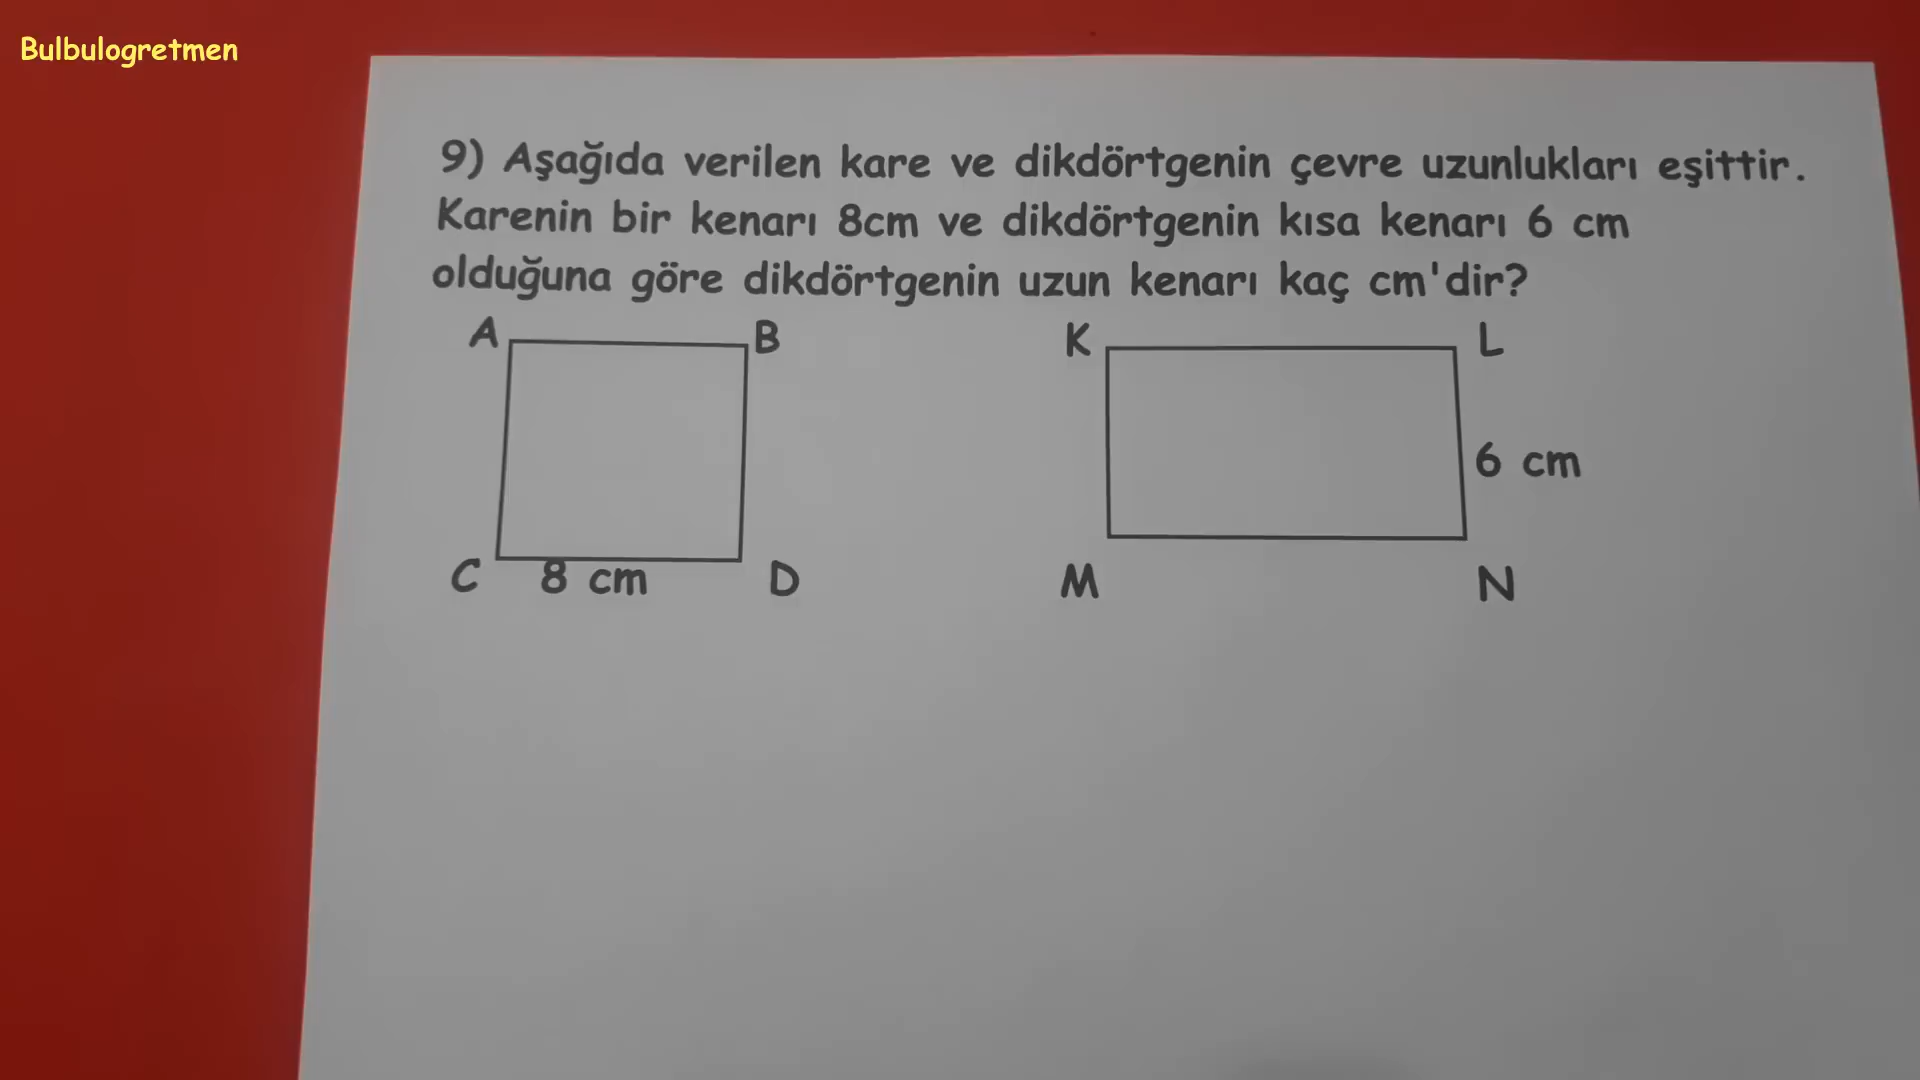 Bulbulogretmen
9) Aşağıda verilen kare ve dikdörtgenin çevre uzunlukları eşittir.
Karenin bir kenarı 8cm ve dikdörtgenin kısa kenarı 6 cm
olduğuna göre dikdörtgenin uzun kenarı kaç cm'dir?
A B K L
6 cm
C 8 cm D M N